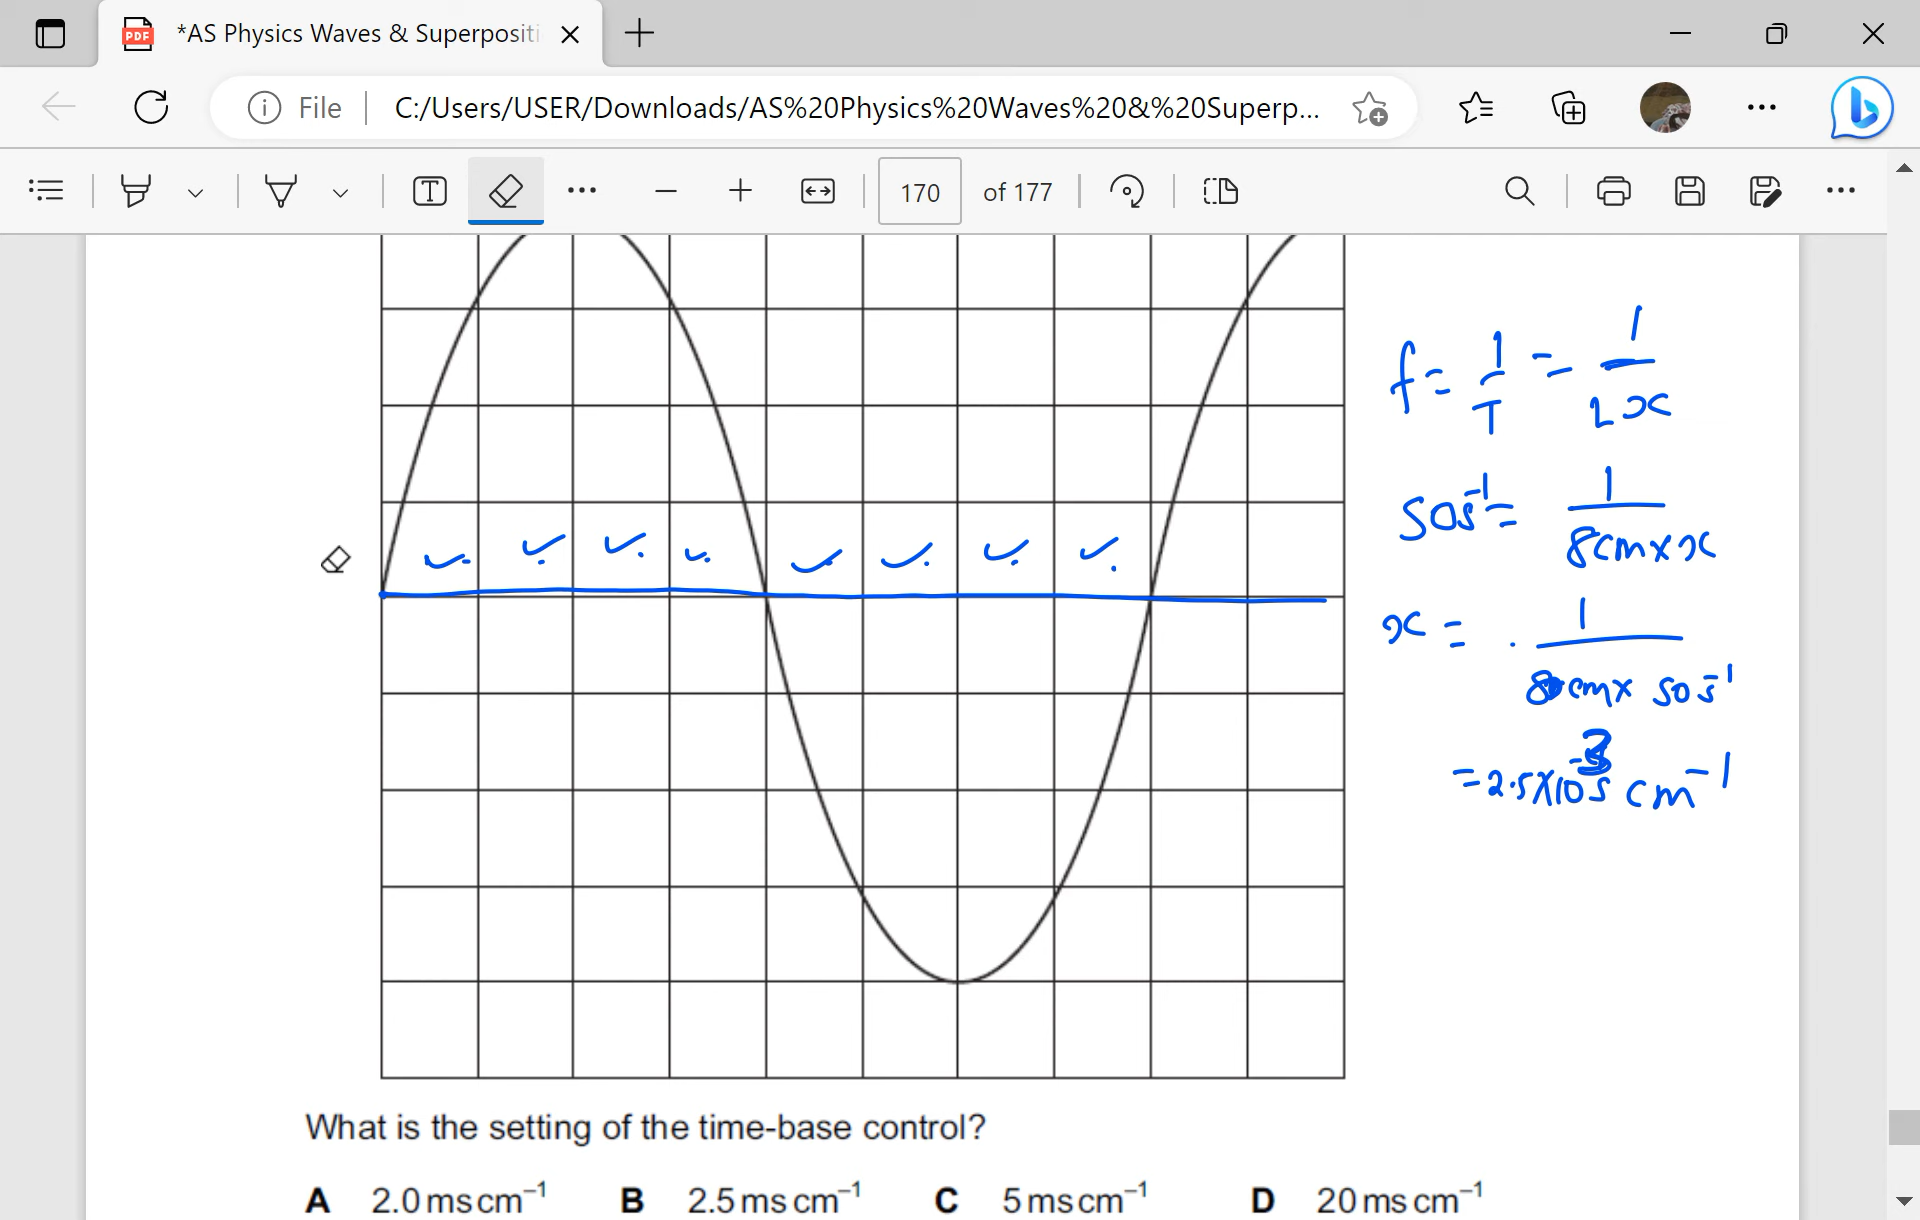 *AS Physics Waves & Superpositi
File
C:/Users/USER/Downloads/AS%20Physics%20Waves%20&%20Superp...
170 of 177
f = 1/T = 1/Lx
50s⁻¹ = 1/8cm×x
x = 1/8cm× 50s⁻¹
= 2.5×10⁻³s cm⁻¹
What is the setting of the time-base control?
A 2.0 ms cm⁻¹ B 2.5 ms cm⁻¹ C 5 ms cm⁻¹ D 20 ms cm⁻¹